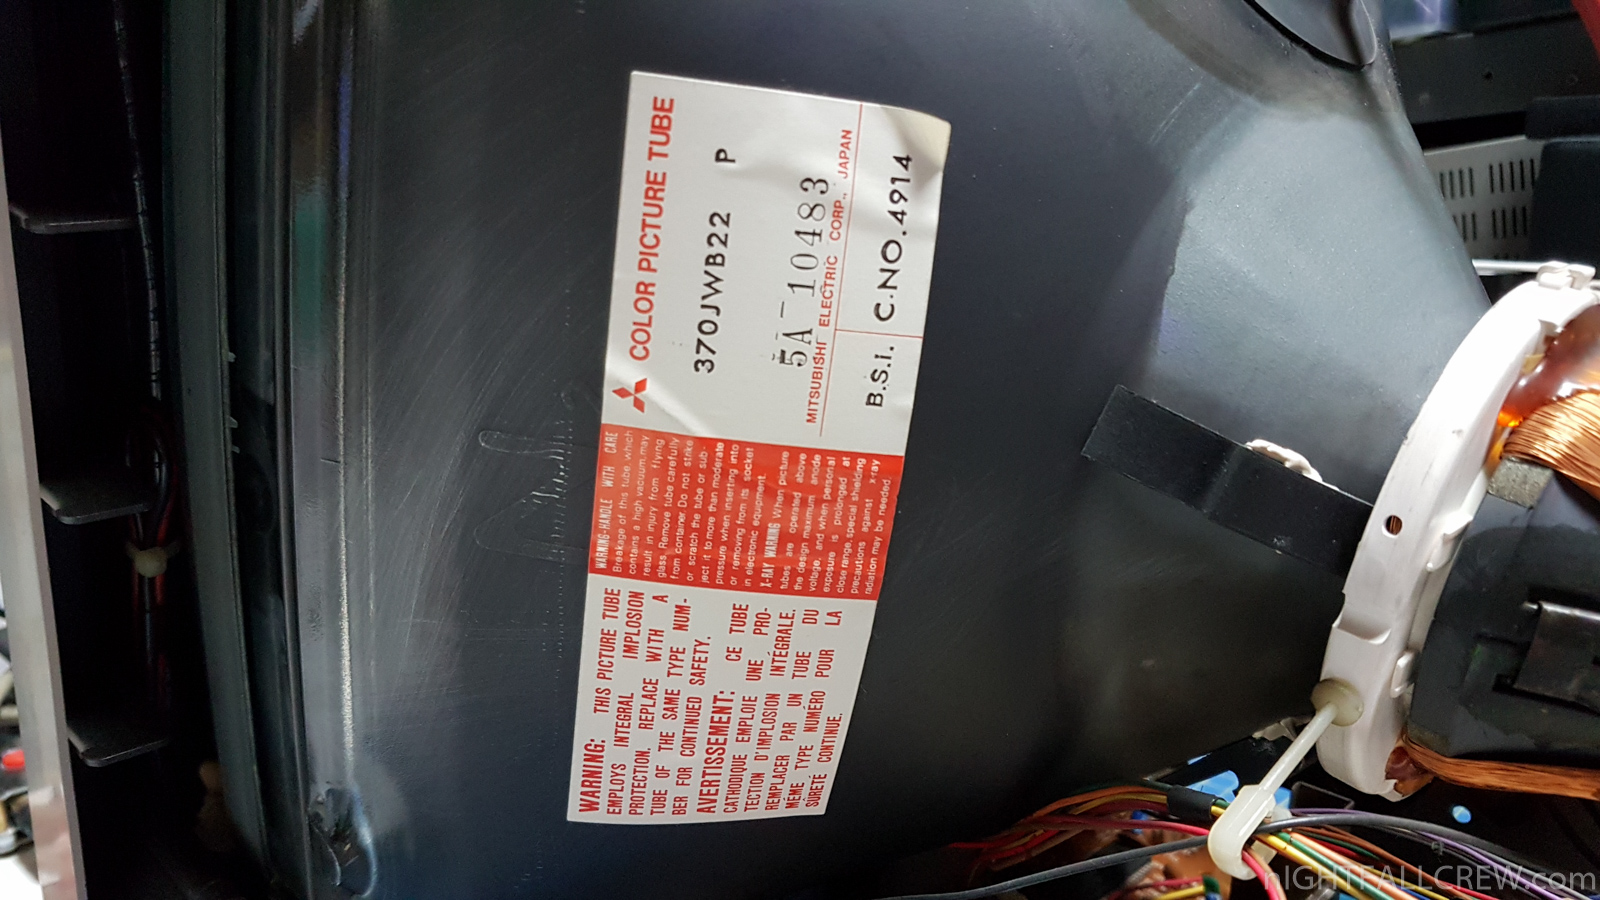 COLOR PICTURE TUBE
370JWB22 P
5A-10483
MITSUBISHI ELECTRIC CORP., JAPAN
B.S.I. C.NO.4914
WARNING-HANDLE WITH CARE
Breakage of this tube, which
contains a high vacuum, may
result in injury from flying
glass. Remove tube carefully
from container. Do not strike
or scratch the tube or sub-
ject it to more than moderate
pressure when inserting into
or removing from its socket
in electronic equipment.
X-RAY WARNING When picture
tubes are operated above
the design maximum anode
voltage, and when personal
exposure is prolonged at
close range, special shielding
precautions against x-ray
radiation may be needed.
WARNING: THIS PICTURE TUBE
EMPLOYS INTEGRAL IMPLOSION
PROTECTION. REPLACE WITH A
TUBE OF THE SAME TYPE NUM-
BER FOR CONTINUED SAFETY.
AVERTISSEMENT: CE TUBE
CATHODIQUE EMPLOIE UNE PRO-
TECTION D'IMPLOSION INTÉGRALE.
REMPLACER PAR UN TUBE DU
MÊME TYPE NUMÉRO POUR LA
SÛRETÉ CONTINUE.
nIGHTFALLCREW.com